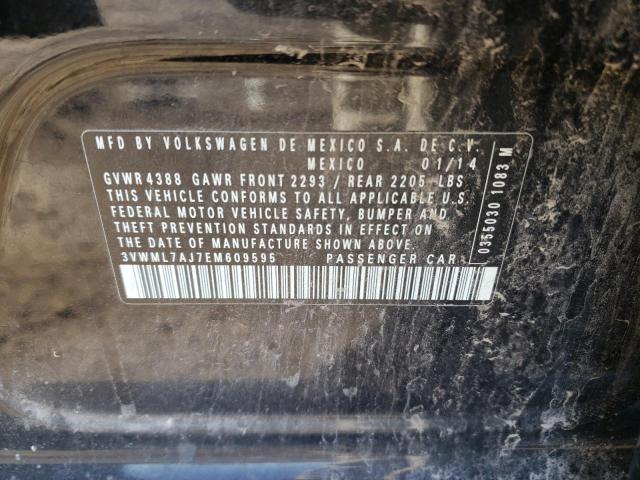 MFD BY VOLKSWAGEN DE MEXICO S.A. DE C.V.
MEXICO 01/14
GVWR 4388 GAWR FRONT 2293 / REAR 2205 LBS
THIS VEHICLE CONFORMS TO ALL APPLICABLE U.S.
FEDERAL MOTOR VEHICLE SAFETY, BUMPER AND
THEFT PREVENTION STANDARDS IN EFFECT ON
THE DATE OF MANUFACTURE SHOWN ABOVE.
3VWML7AJ7EM609595 PASSENGER CAR
0355030 1083 M